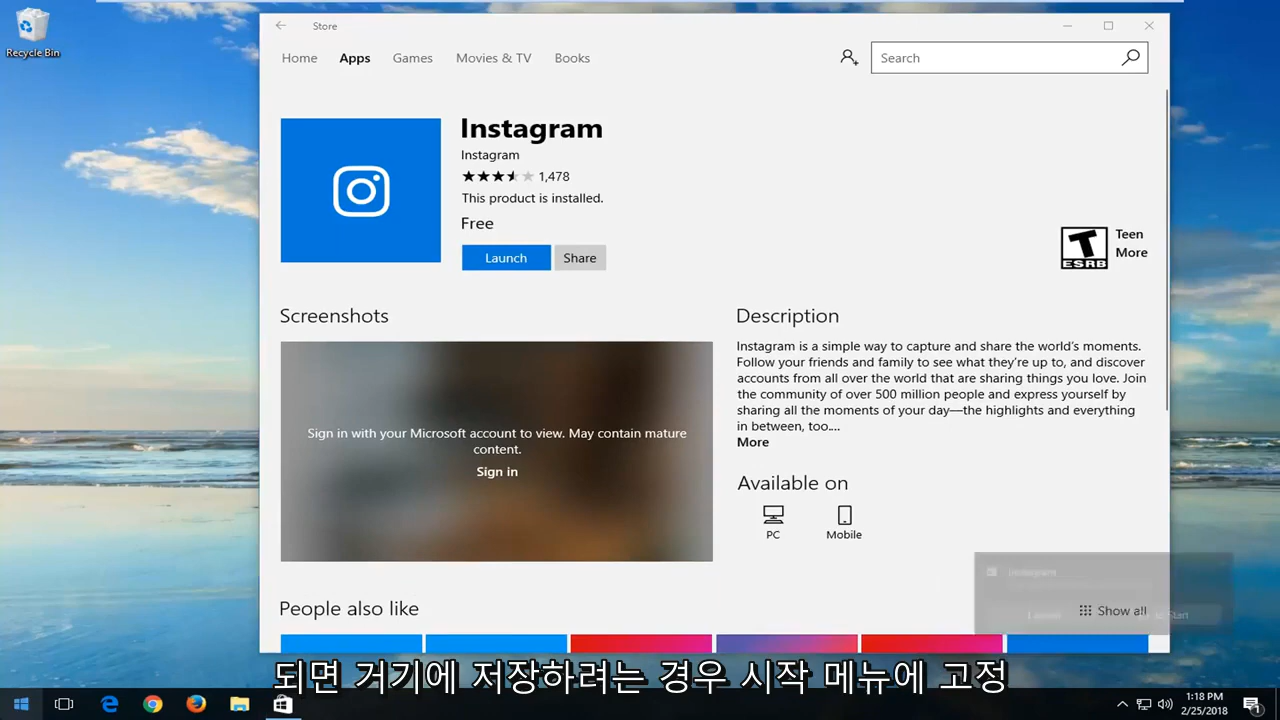 Recycle Bin
Store
Home Apps Games Movies & TV Books
Search
Instagram
Instagram
1,478
This product is installed.
Free
Launch Share
T
ESRB
Teen
More
Screenshots
Sign in with your Microsoft account to view. May contain mature
content.
Sign in
Description
Instagram is a simple way to capture and share the world's moments.
Follow your friends and family to see what they're up to, and discover
accounts from all over the world that are sharing things you love. Join
the community of over 500 million people and express yourself by
sharing all the moments of your day—the highlights and everything
in between, too....
More
Available on
PC Mobile
Instagram
Launch
Start
People also like
Show all
되면 거기에 저장하려는 경우 시작 메뉴에 고정
1:18 PM
2/25/2018
1